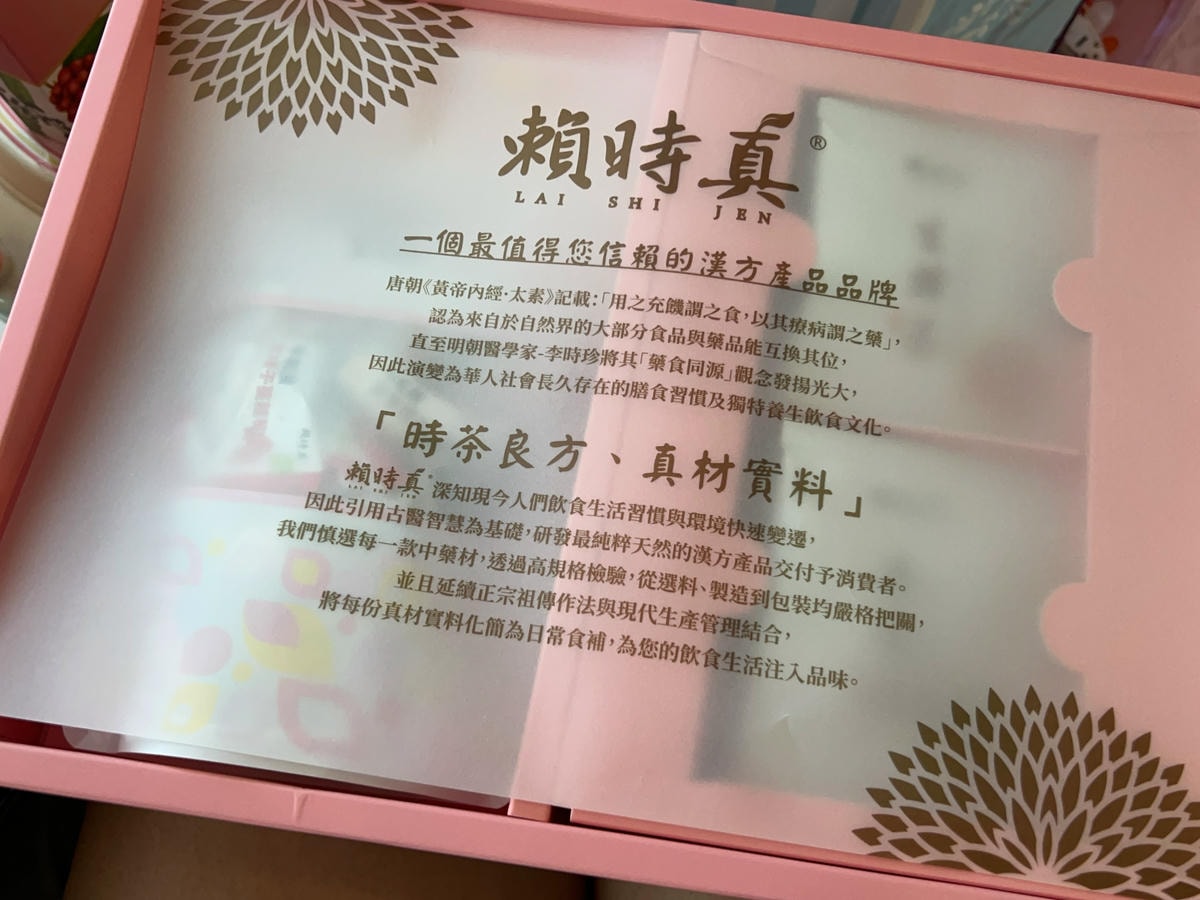 賴時真®
LAI SHI JEN
一個最值得您信賴的漢方產品品牌
唐朝《黃帝內經·太素》記載:「用之充饑謂之食,以其療病謂之藥」,
認為來自於自然界的大部分食品與藥品能互換其位,
直至明朝醫學家-李時珍將其「藥食同源」觀念發揚光大,
因此演變為華人社會長久存在的膳食習慣及獨特養生飲食文化。
「時茶良方、真材實料」
賴時真® 深知現今人們飲食生活習慣與環境快速變遷,
LAI SHI JEN
因此引用古醫智慧為基礎,研發最純粹天然的漢方產品交付予消費者。
我們慎選每一款中藥材,透過高規格檢驗,從選料、製造到包裝均嚴格把關,
並且延續正宗祖傳作法與現代生產管理結合,
將每份真材實料化簡為日常食補,為您的飲食生活注入品味。